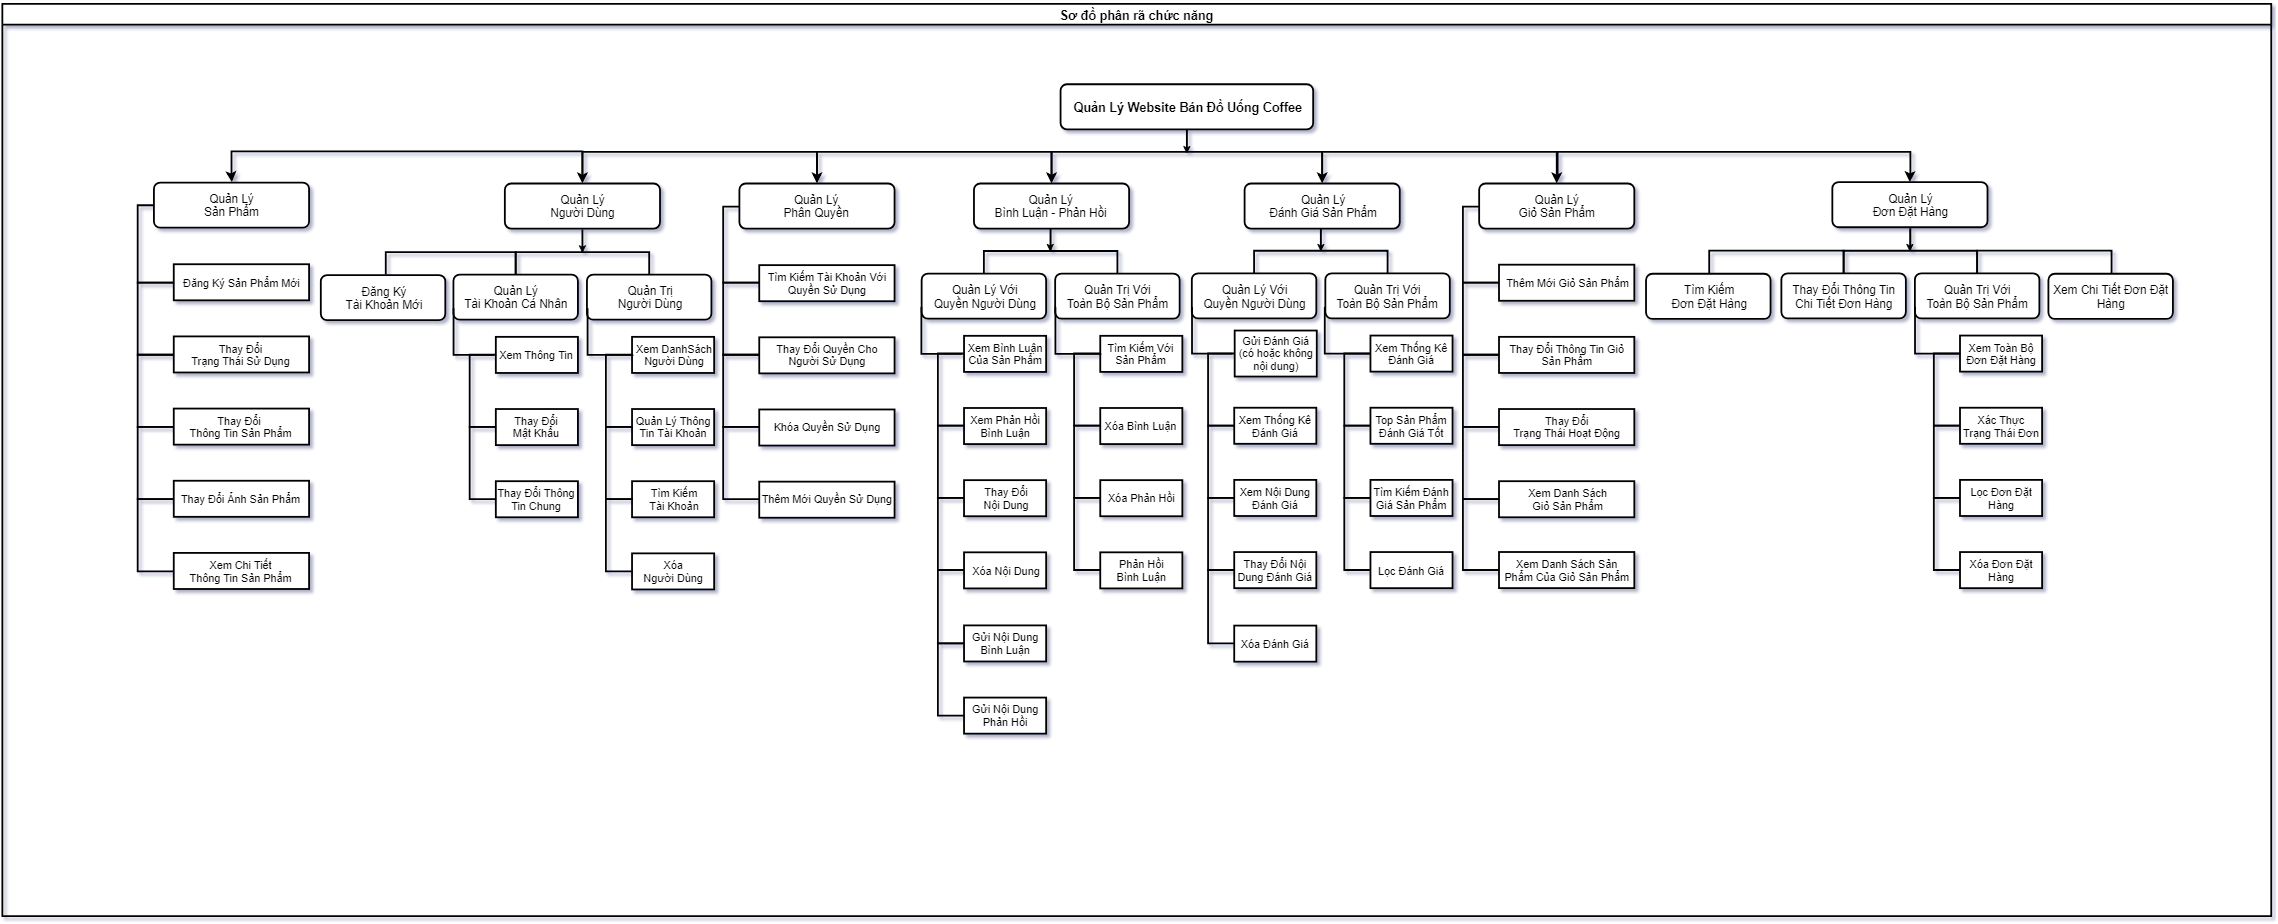 Sơ đồ phân rã chức năng
Quản Lý Website Bán Đồ Uống Coffee
Quản Lý
Sản Phẩm
Đăng Ký Sản Phẩm Mới
Thay Đổi
Trạng Thái Sử Dụng
Thay Đổi
Thông Tin Sản Phẩm
Thay Đổi Ảnh Sản Phẩm
Xem Chi Tiết
Thông Tin Sản Phẩm
Quản Lý
Người Dùng
Đăng Ký
Tài Khoản Mới
Quản Lý
Tài Khoản Cá Nhân
Xem Thông Tin
Thay Đổi
Mật Khẩu
Thay Đổi Thông
Tin Chung
Quản Trị
Người Dùng
Xem DanhSách
Người Dùng
Quản Lý Thông
Tin Tài Khoản
Tìm Kiếm
Tài Khoản
Xóa
Người Dùng
Quản Lý
Phân Quyền
Tìm Kiếm Tài Khoản Với
Quyền Sử Dụng
Thay Đổi Quyền Cho
Người Sử Dụng
Khóa Quyền Sử Dụng
Thêm Mới Quyền Sử Dụng
Quản Lý
Bình Luận - Phản Hồi
Quản Lý Với
Quyền Người Dùng
Xem Bình Luận
Của Sản Phẩm
Xem Phản Hồi
Bình Luận
Thay Đổi
Nội Dung
Xóa Nội Dung
Gửi Nội Dung
Bình Luận
Gửi Nội Dung
Phản Hồi
Quản Trị Với
Toàn Bộ Sản Phẩm
Tìm Kiếm Với
Sản Phẩm
Xóa Bình Luận
Xóa Phản Hồi
Phản Hồi
Bình Luận
Quản Lý
Đánh Giá Sản Phẩm
Quản Lý Với
Quyền Người Dùng
Gửi Đánh Giá
(có hoặc không
nội dung)
Xem Thống Kê
Đánh Giá
Xem Nội Dung
Đánh Giá
Thay Đổi Nội
Dung Đánh Giá
Xóa Đánh Giá
Quản Trị Với
Toàn Bộ Sản Phẩm
Xem Thống Kê
Đánh Giá
Top Sản Phẩm
Đánh Giá Tốt
Tìm Kiếm Đánh
Giá Sản Phẩm
Lọc Đánh Giá
Quản Lý
Giỏ Sản Phẩm
Thêm Mới Giỏ Sản Phẩm
Thay Đổi Thông Tin Giỏ
Sản Phẩm
Thay Đổi
Trạng Thái Hoạt Động
Xem Danh Sách
Giỏ Sản Phẩm
Xem Danh Sách Sản
Phẩm Của Giỏ Sản Phẩm
Quản Lý
Đơn Đặt Hàng
Tìm Kiếm
Đơn Đặt Hàng
Thay Đổi Thông Tin
Chi Tiết Đơn Hàng
Quản Trị Với
Toàn Bộ Sản Phẩm
Xem Toàn Bộ
Đơn Đặt Hàng
Xác Thực
Trạng Thái Đơn
Lọc Đơn Đặt
Hàng
Xóa Đơn Đặt
Hàng
Xem Chi Tiết Đơn Đặt
Hàng